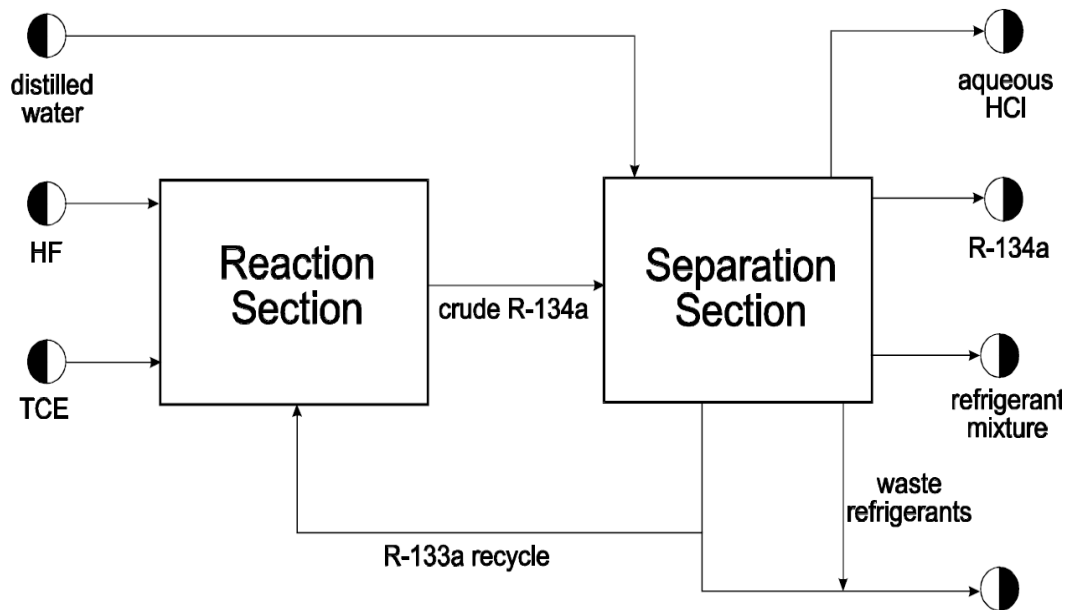 distilled
water
aqueous
HCl
HF
Reaction
Section
Separation
Section
R-134a
crude R-134a
TCE
refrigerant
mixture
waste
refrigerants
R-133a recycle